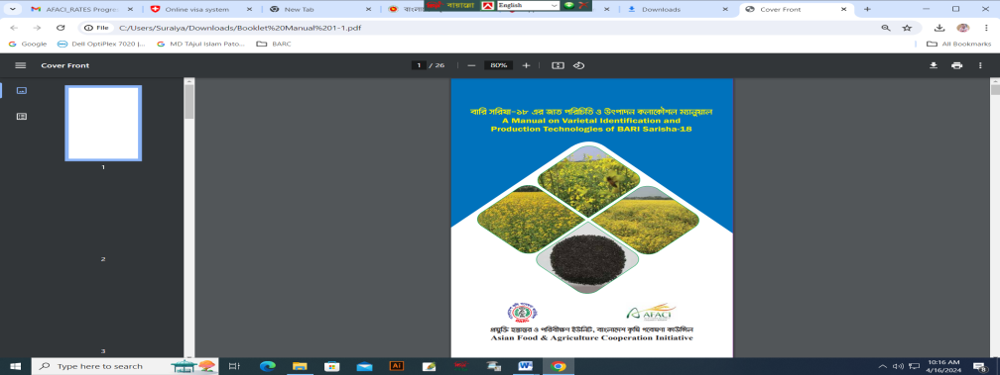 AFACI_RATES Progre
Online visa system
New Tab
বাংলা
English
Downloads
Cover Front
File
C:/Users/Suraiya/Downloads/Booklet%20Manual%201-1.pdf
Google
Dell OptiPlex 7020 |...
MD TAjul Islam Pato...
BARC
All Bookmarks
Cover Front
1 / 26
80%
1
2
3
বারি সরিষা-১৮ এর জাত পরিচিতি ও উৎপাদন কলাকৌশল ম্যানুয়াল
A Manual on Varietal Identification and
Production Technologies of BARI Sarisha-18
AFACI
প্রযুক্তি হস্তান্তর ও পরিবীক্ষণ ইউনিট, বাংলাদেশ কৃষি গবেষণা কাউন্সিল
Asian Food & Agriculture Cooperation Initiative
Type here to search
Ai
10:16 AM
4/16/2024